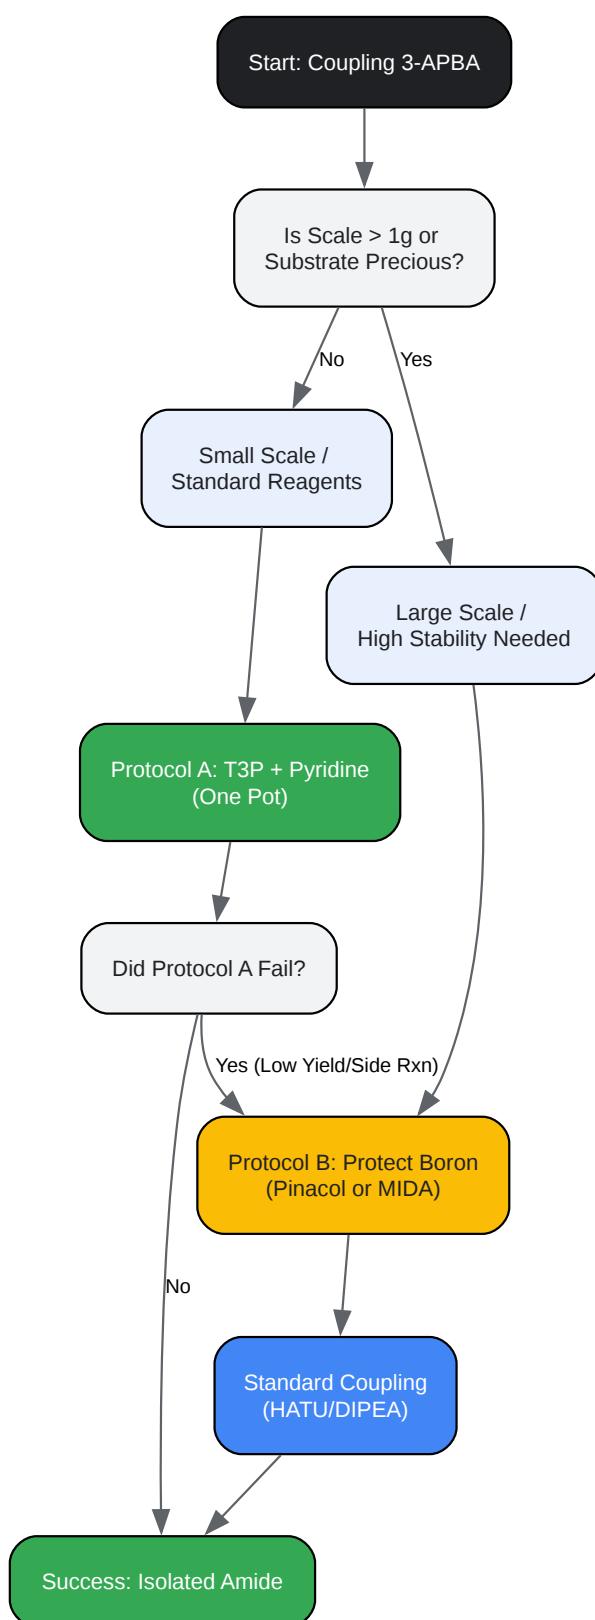 Start: Coupling 3-APBA
Is Scale > 1g or
Substrate Precious?
No
Yes
Small Scale /
Standard Reagents
Large Scale /
High Stability Needed
Protocol A: T3P + Pyridine
(One Pot)
Did Protocol A Fail?
Yes (Low Yield/Side Rxn)
Protocol B: Protect Boron
(Pinacol or MIDA)
No
Standard Coupling
(HATU/DIPEA)
Success: Isolated Amide